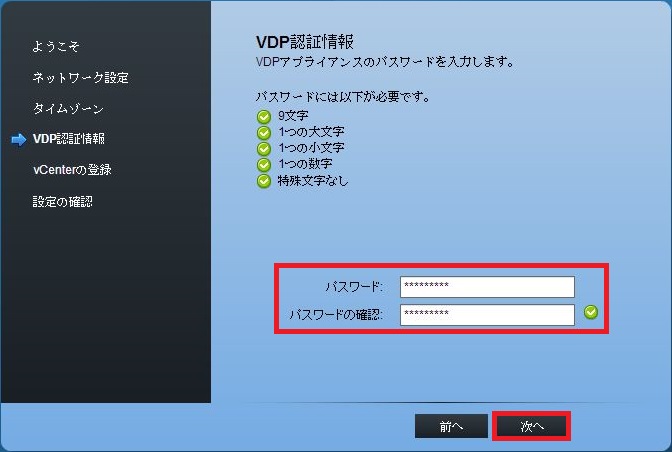 ようこそ
ネットワーク設定
タイムゾーン
VDP認証情報
vCenterの登録
設定の確認
VDP認証情報
VDPアプライアンスのパスワードを入力します。
パスワードには以下が必要です。
9文字
1つの大文字
1つの小文字
1つの数字
特殊文字なし
パスワード: *********
パスワードの確認: *********
前へ 次へ